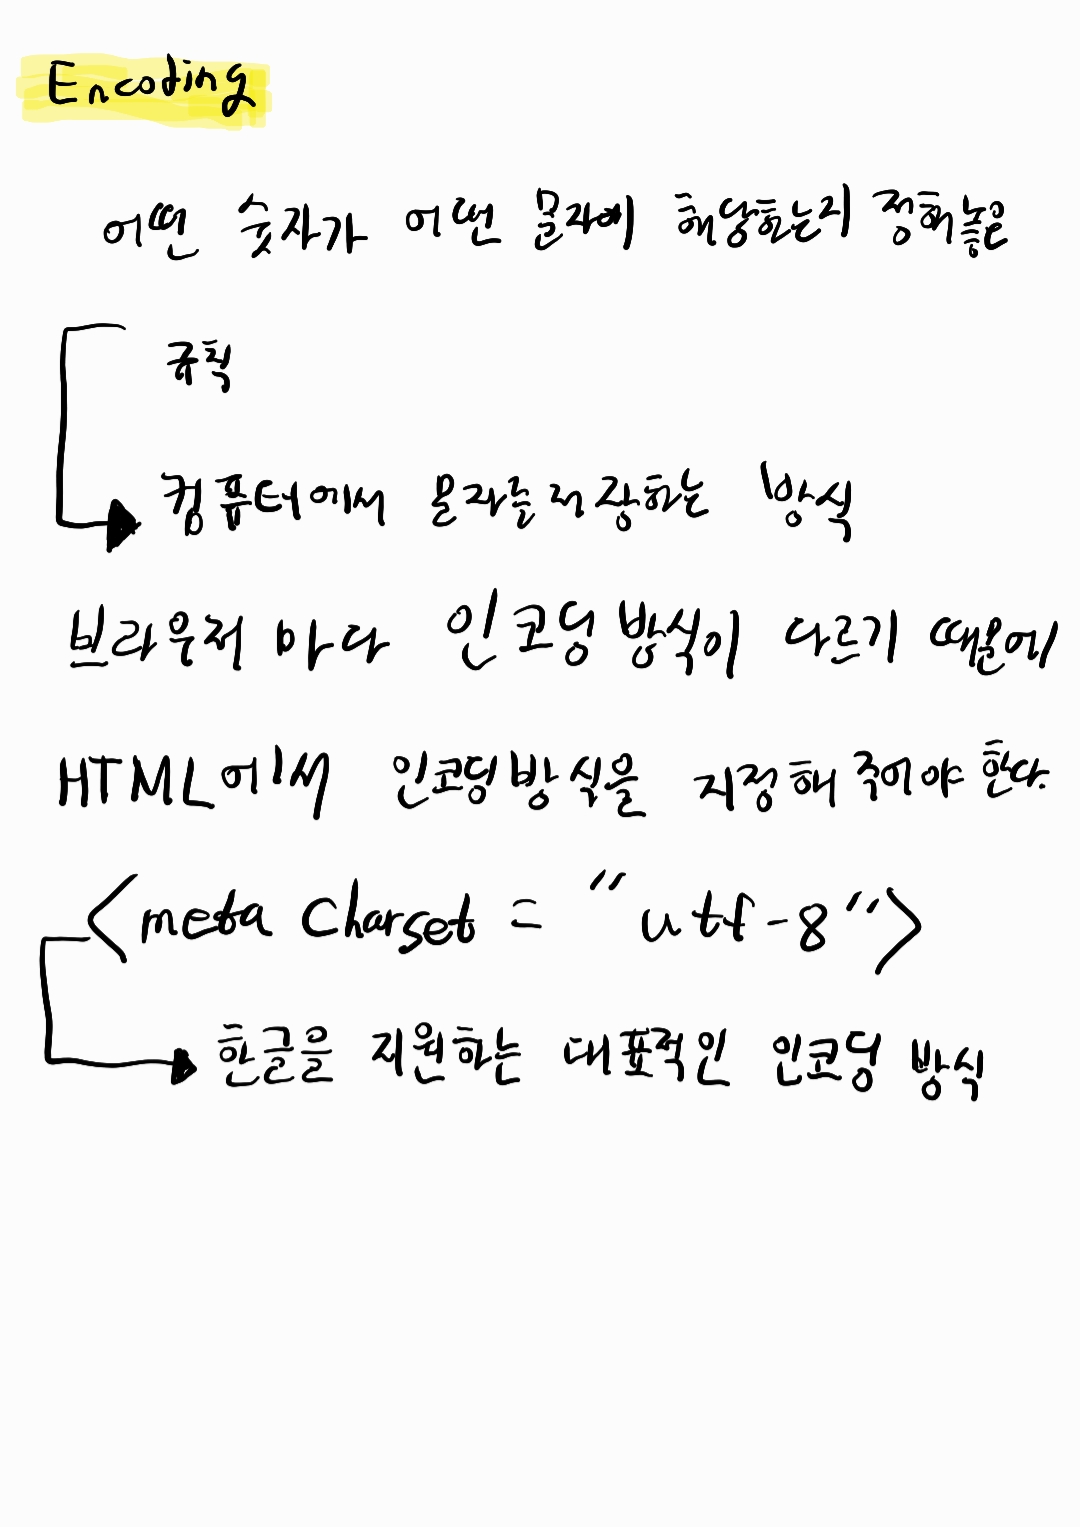 Encoding
어떤 숫자가 어떤 문자에 해당하는지 정해놓은
규칙
컴퓨터에서 문자를 저장하는 방식
브라우저 마다 인코딩 방식이 다르기 때문에
HTML에서 인코딩 방식을 지정해 주어야 한다.
<meta charset = "utf-8">
한글을 지원하는 대표적인 인코딩 방식